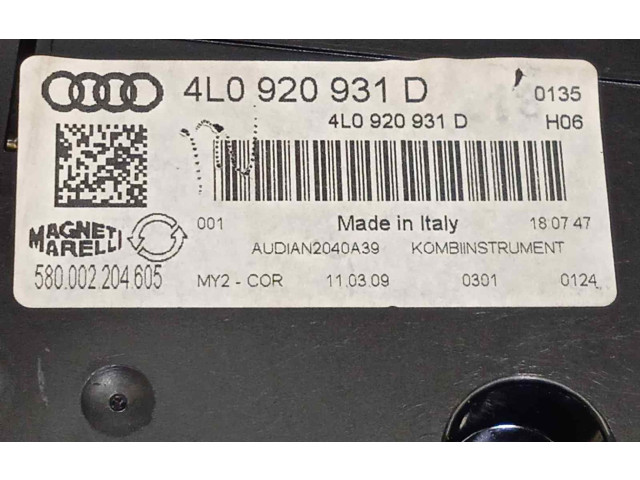 4L0 920 931 D 0135
4L0 920 931 D H06
001 Made in Italy 18:07 47
MAGNETI MARELLI
AUDIAN2040A39 KOMBIINSTRUMENT
580.002.204.605 MY2 - COR 11.03.09 0301 0124